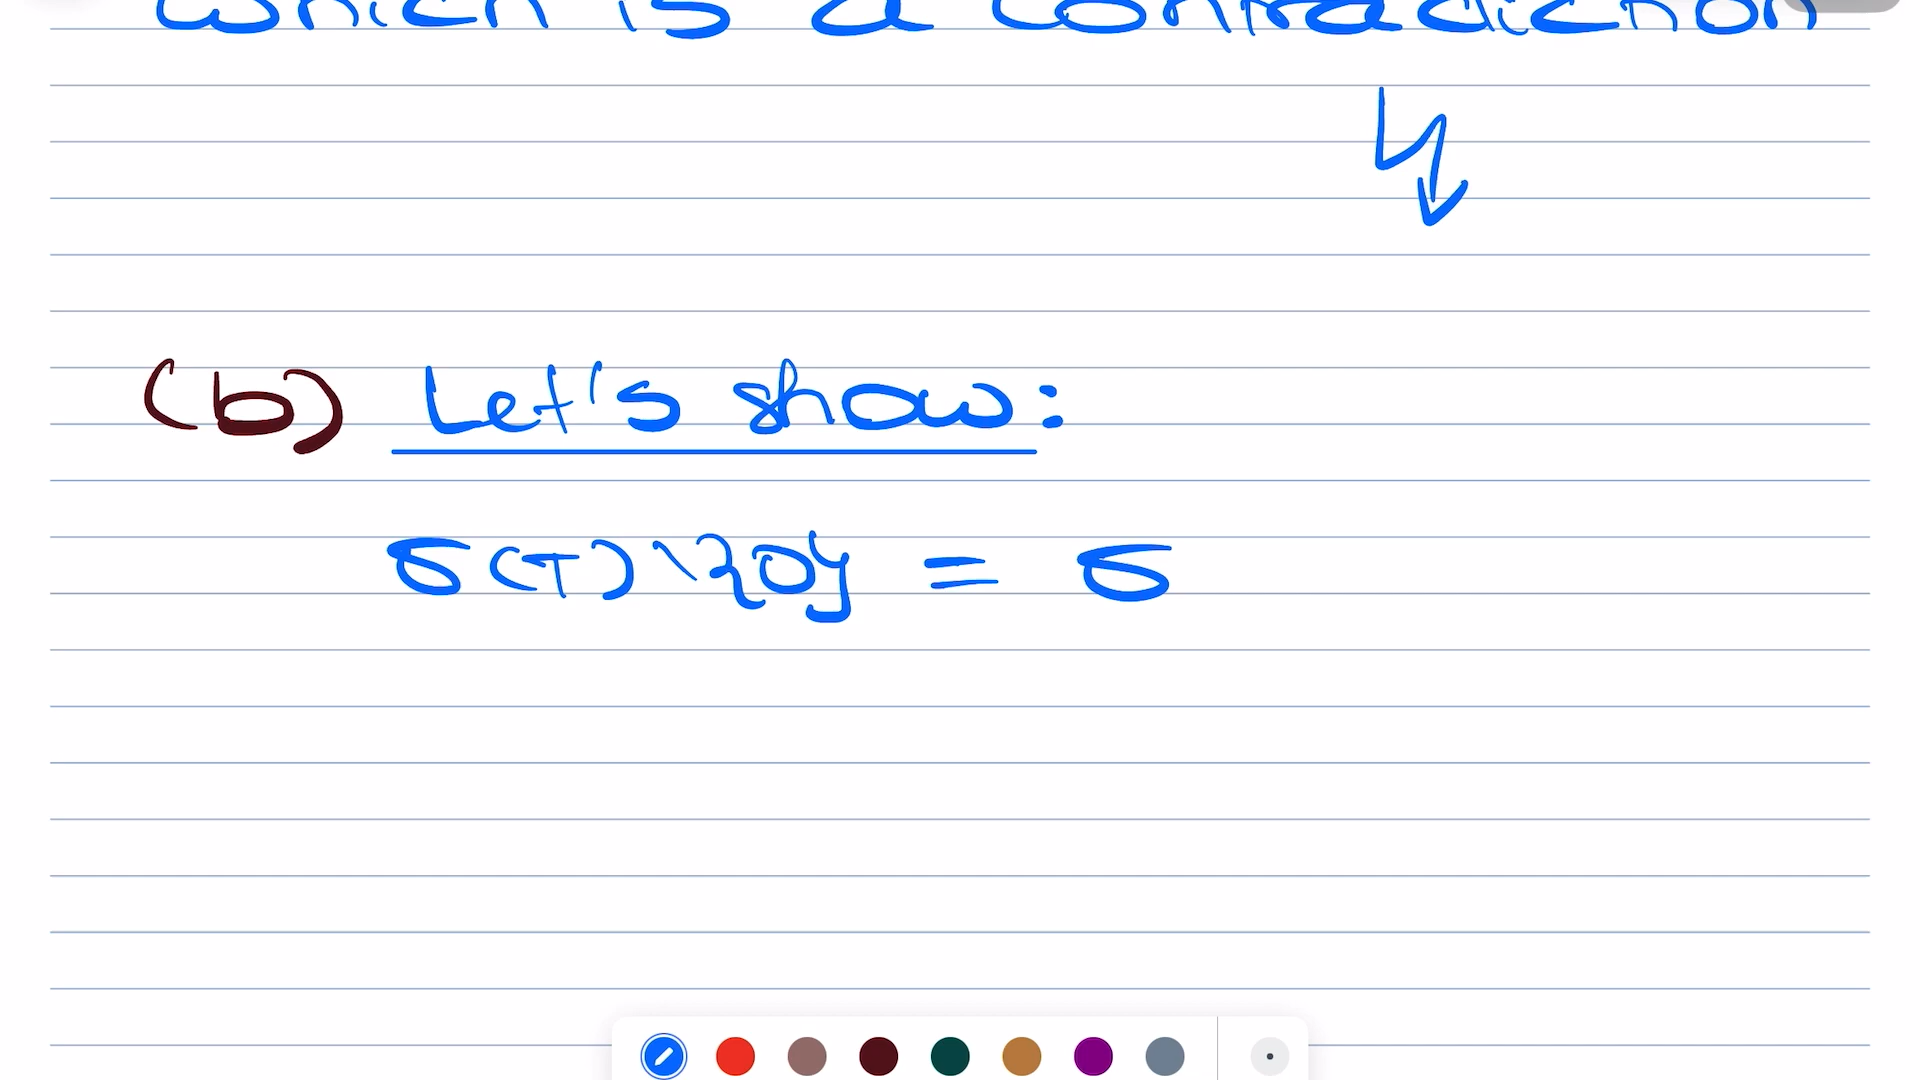 which is a contradiction
(b) Let's show:
σ(T)\{0} = σ